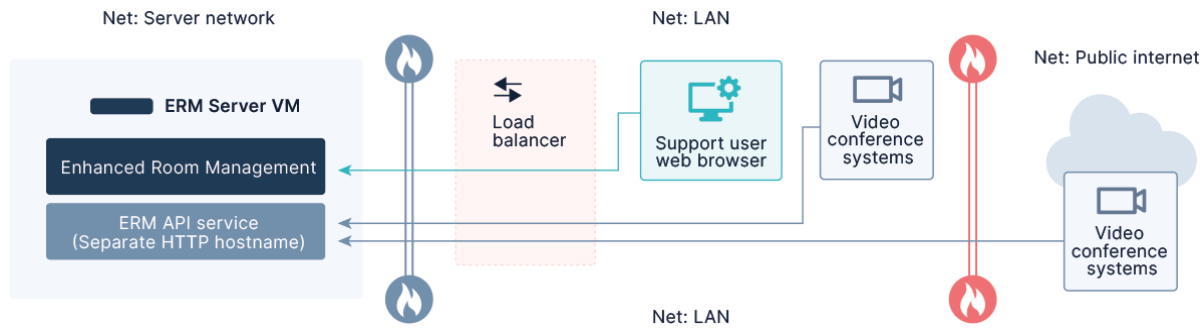 Net: Server network
Net: LAN
Net: Public internet
ERM Server VM
Enhanced Room Management
ERM API service
(Separate HTTP hostname)
Load
balancer
Support user
web browser
Video
conference
systems
Video
conference
systems
Net: LAN